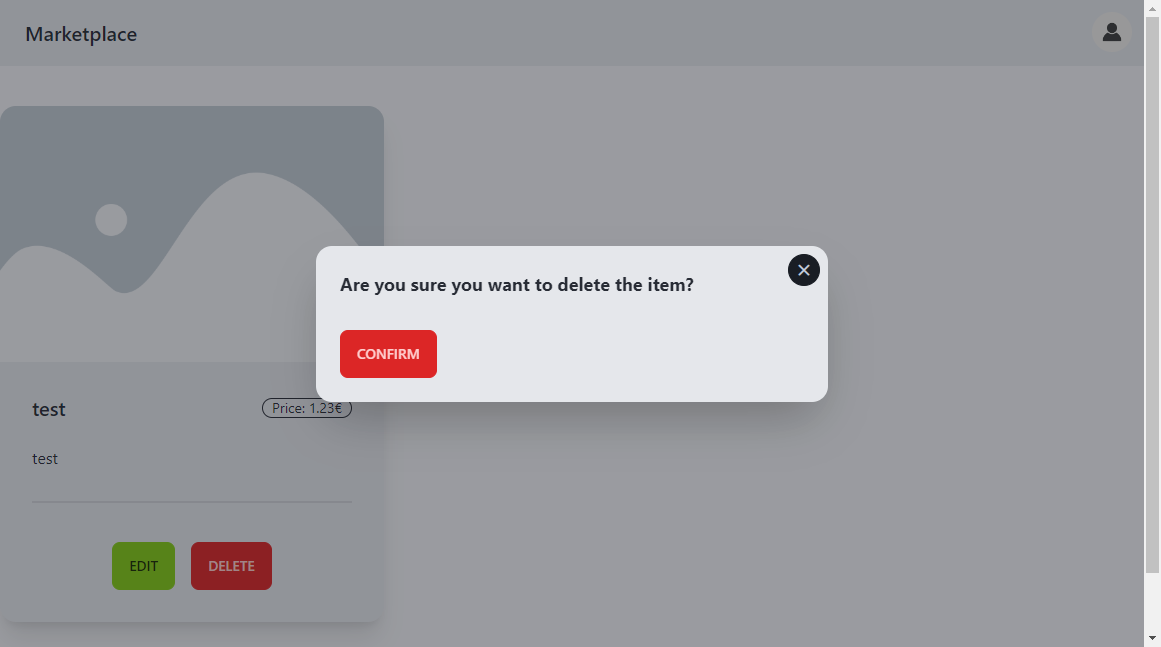 Marketplace
Are you sure you want to delete the item?
CONFIRM
test
Price: 1.23€
test
EDIT
DELETE